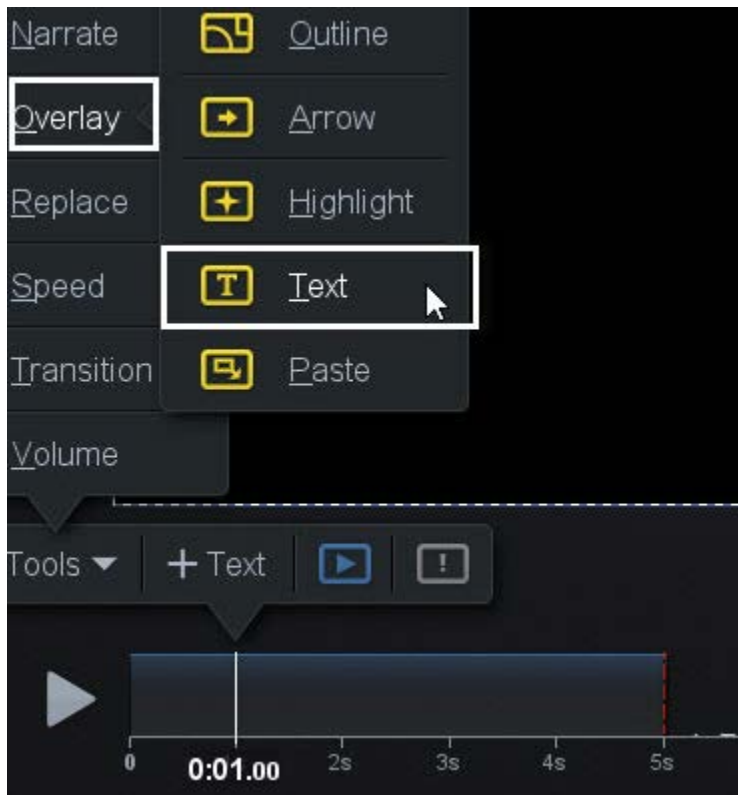 Narrate
Overlay
Replace
Speed
Transition
Volume
Outline
Arrow
Highlight
T Text
Paste
Tools
+ Text
!
0
0:01.00
2s
3s
4s
5s